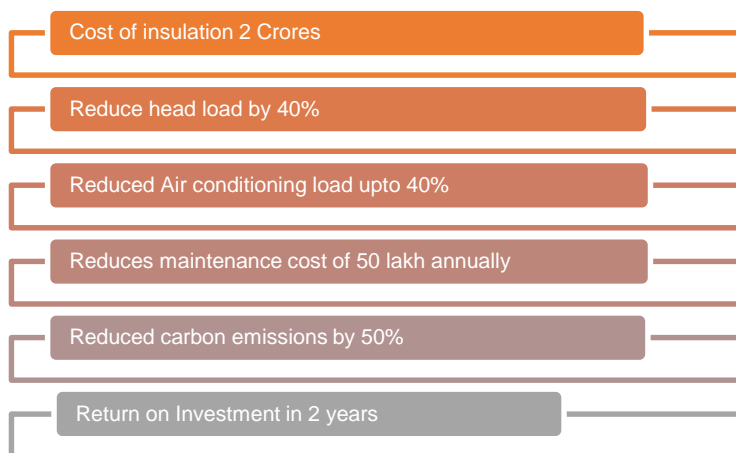 Cost of insulation 2 Crores
Reduce head load by 40%
Reduced Air conditioning load upto 40%
Reduces maintenance cost of 50 lakh annually
Reduced carbon emissions by 50%
Return on Investment in 2 years